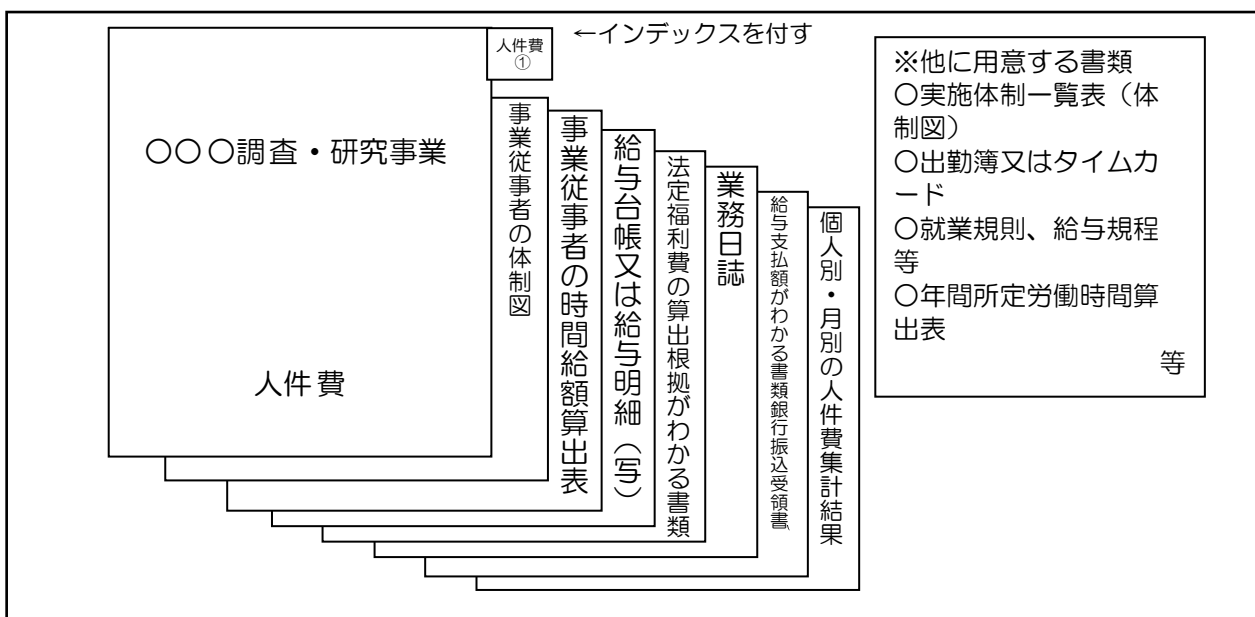 人件費
①
←インデックスを付す
〇〇〇調査・研究事業
人件費
事業従事者の体制図
事業従事者の時間給額算出表
給与台帳又は給与明細（写）
法定福利費の算出根拠がわかる書類
業務日誌
給与支払額がわかる書類銀行振込受領書、
個人別・月別の人件費集計結果
※他に用意する書類
〇実施体制一覧表（体
制図）
〇出勤簿又はタイムカ
ード
〇就業規則、給与規程
等
〇年間所定労働時間算
出表
等